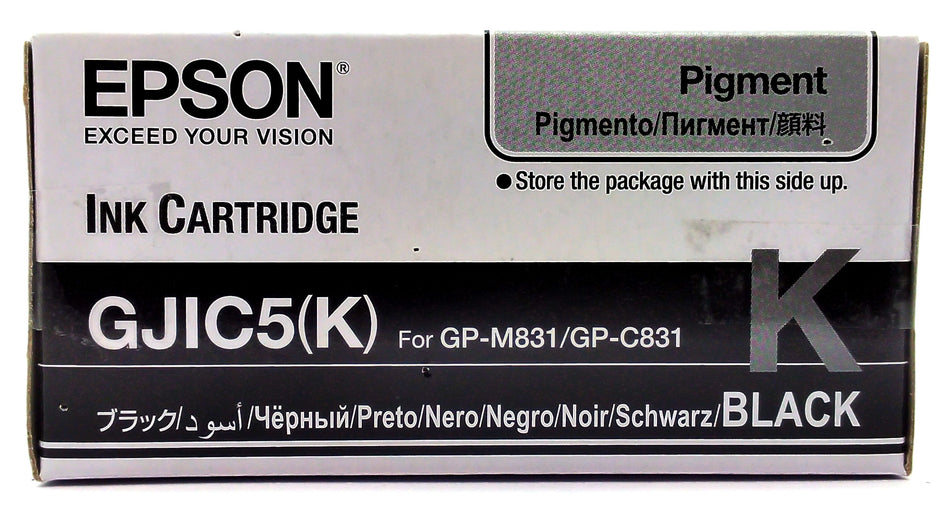 EPSON®
EXCEED YOUR VISION
INK CARTRIDGE
Pigment
Pigmento/Пигмент/顔料
●Store the package with this side up.
GJIC5(K) For GP-M831/GP-C831
K
ブラック/أسود/Чёрный/Preto/Nero/Negro/Noir/Schwarz/BLACK